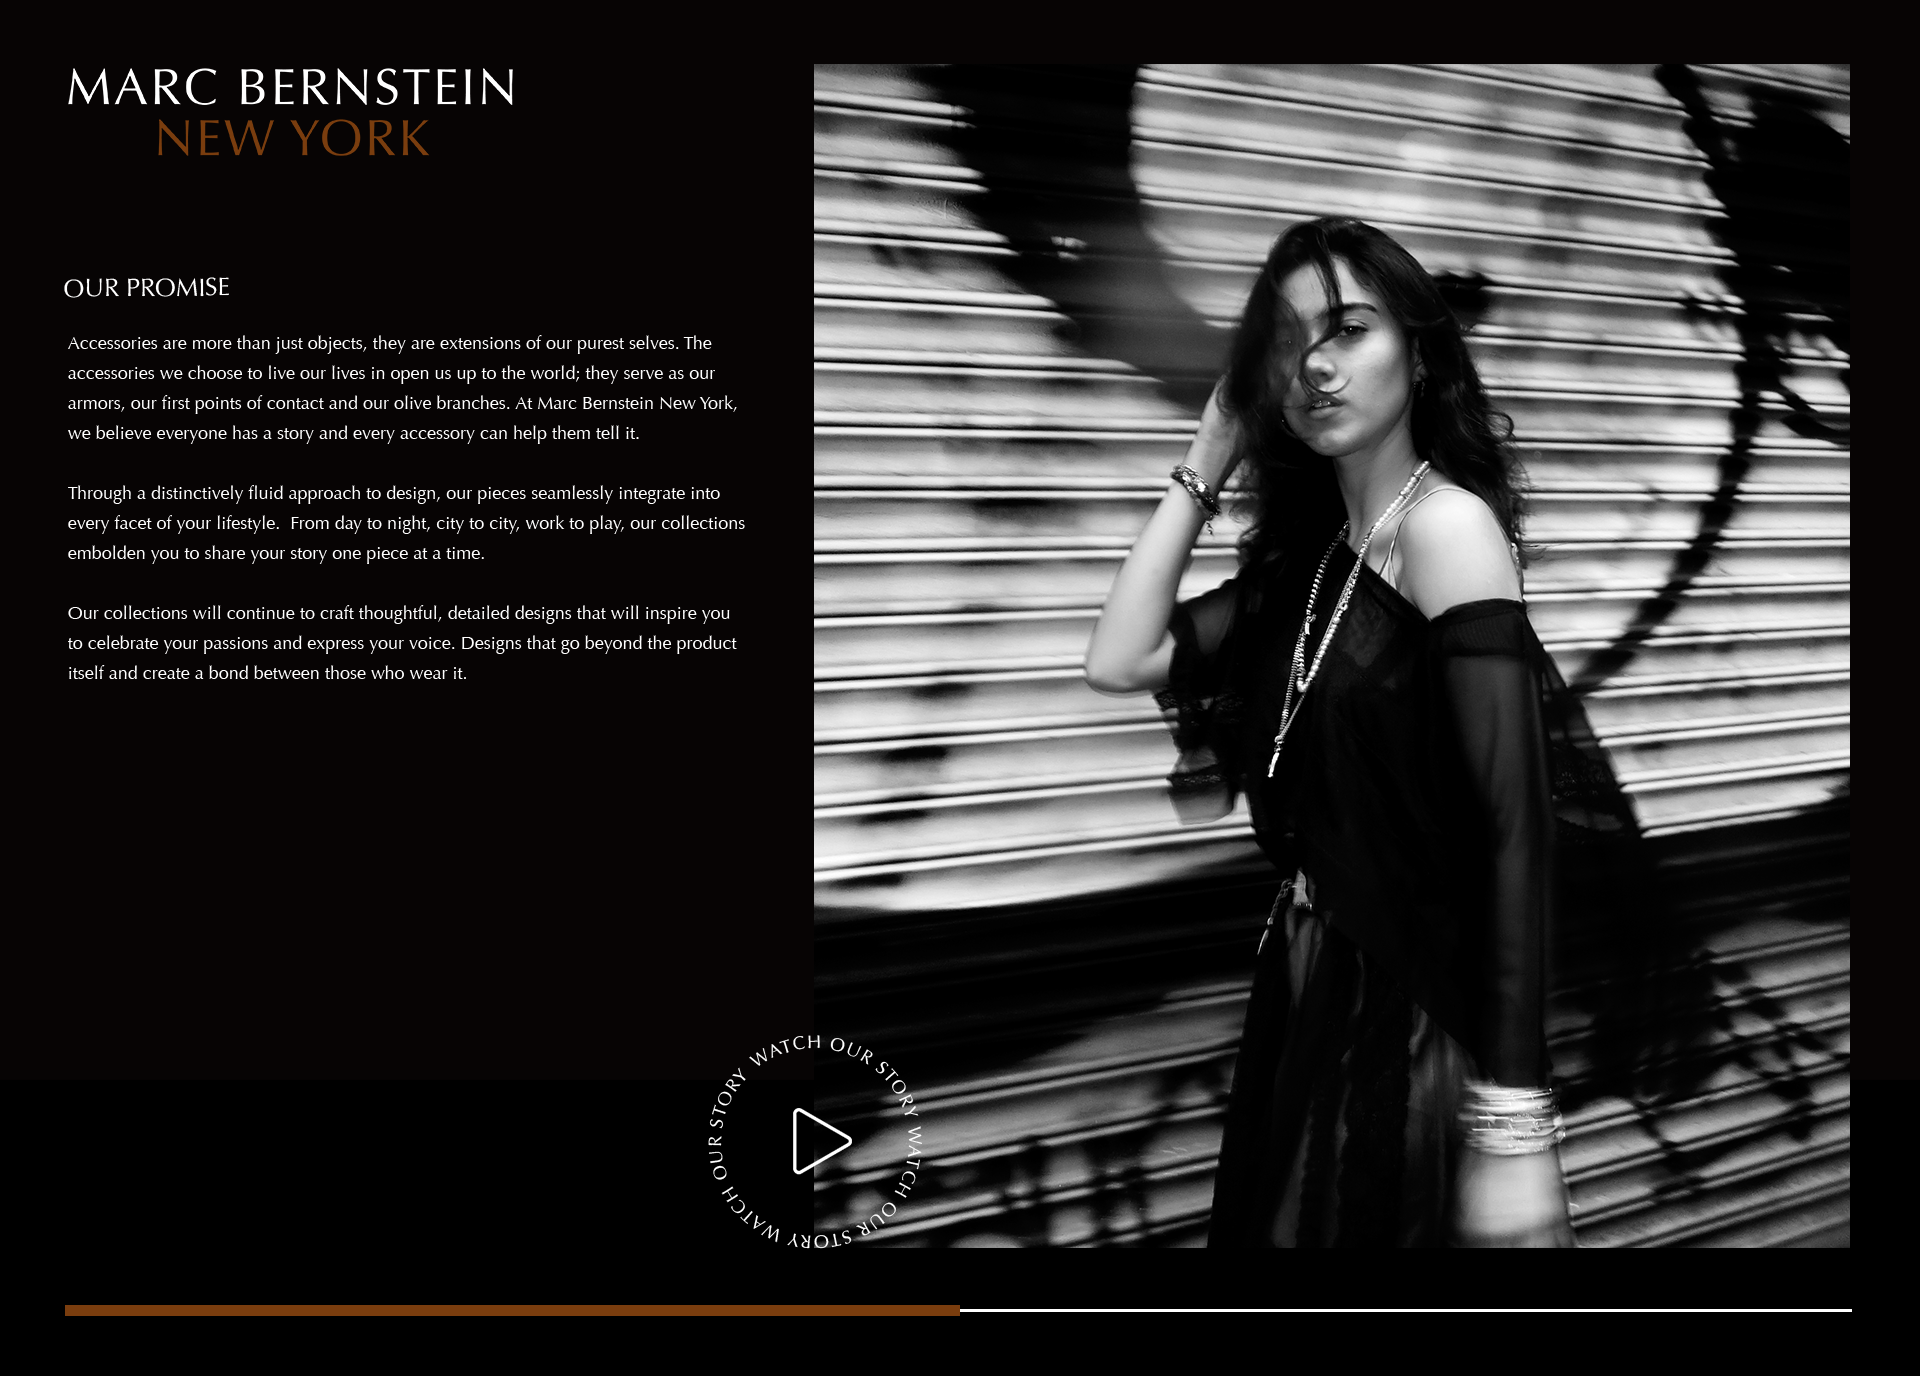 MARC BERNSTEIN
NEW YORK
OUR PROMISE
Accessories are more than just objects, they are extensions of our purest selves. The
accessories we choose to live our lives in open us up to the world; they serve as our
armors, our first points of contact and our olive branches. At Marc Bernstein New York,
we believe everyone has a story and every accessory can help them tell it.
Through a distinctively fluid approach to design, our pieces seamlessly integrate into
every facet of your lifestyle.  From day to night, city to city, work to play, our collections
embolden you to share your story one piece at a time.
Our collections will continue to craft thoughtful, detailed designs that will inspire you
to celebrate your passions and express your voice. Designs that go beyond the product
itself and create a bond between those who wear it.
WATCH OUR STORY WATCH OUR STORY WATCH OUR STORY